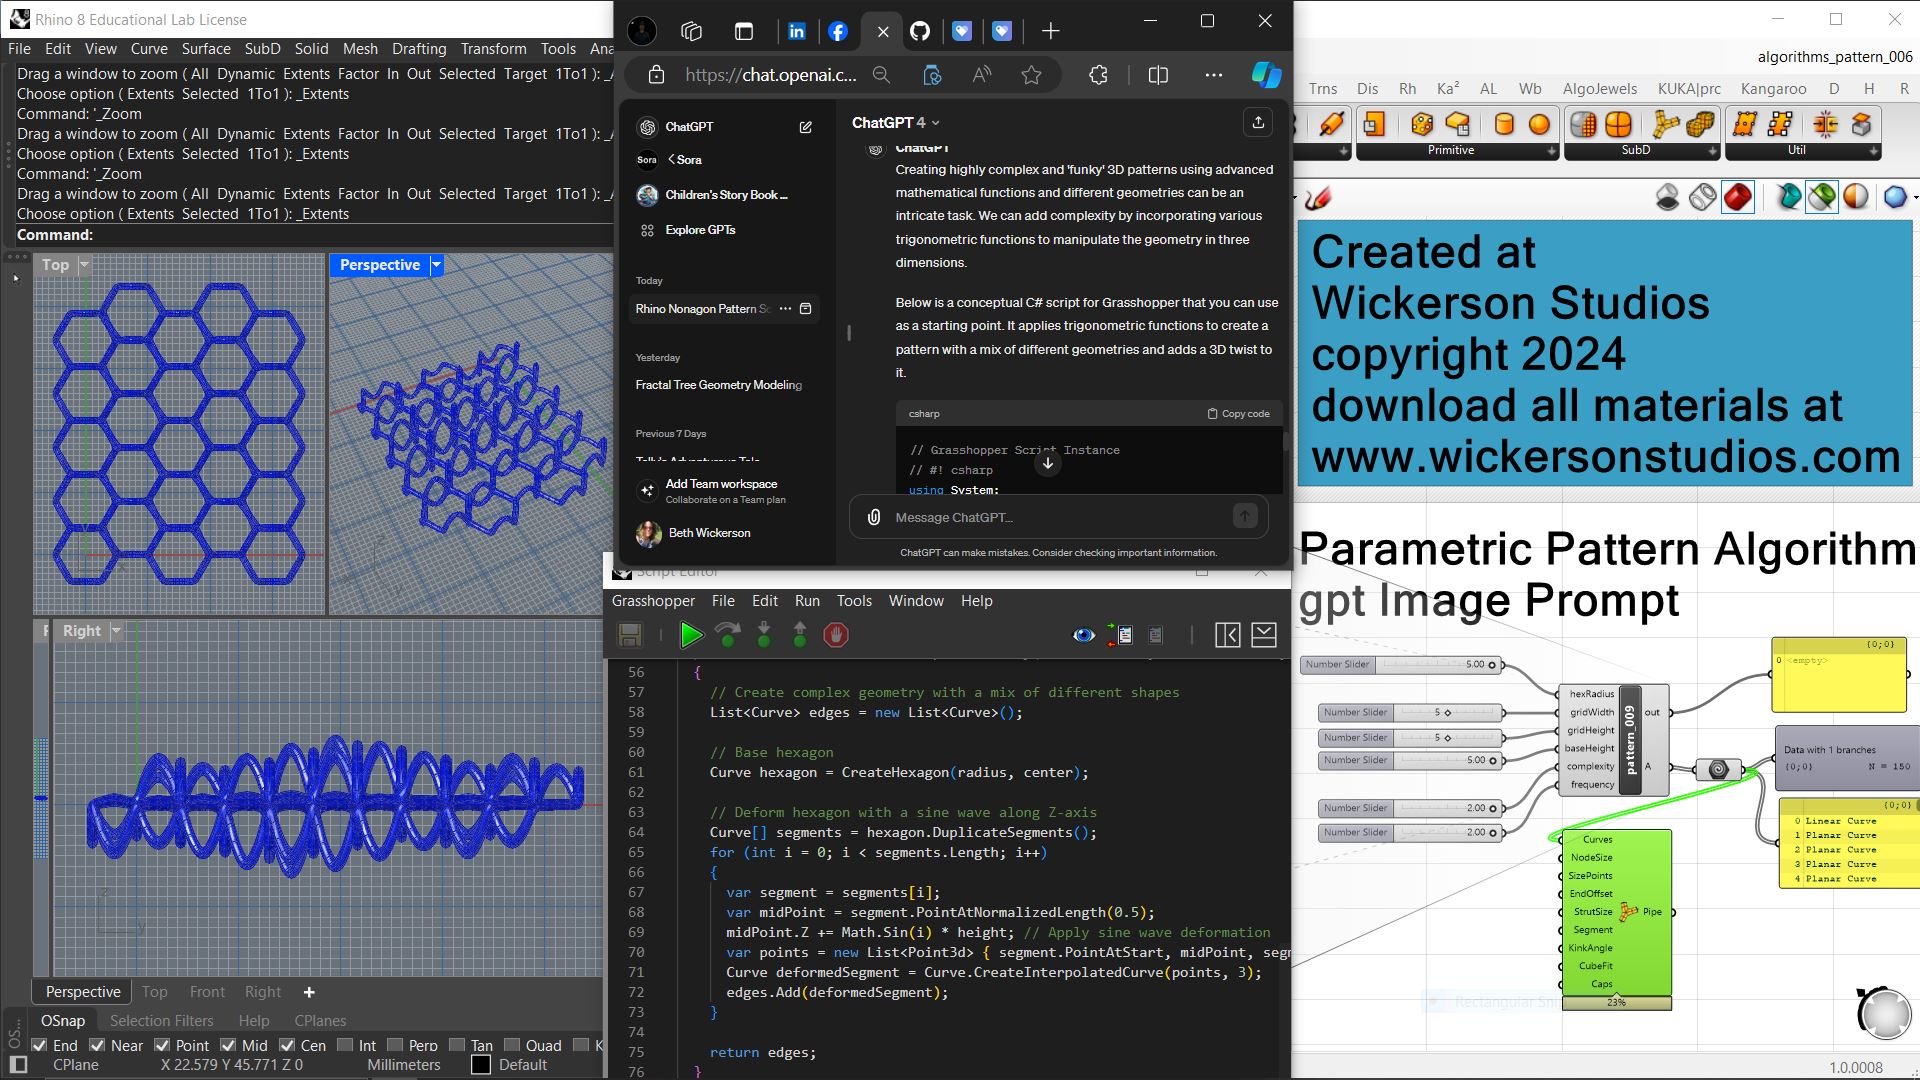 Rhino 8 Educational Lab License
File Edit View Curve Surface SubD Solid Mesh Drafting Transform Tools Ana
Drag a window to zoom ( All Dynamic Extents Factor In Out Selected Target 1To1 ): _A
Choose option ( Extents Selected 1To1 ): _Extents
Command: '_Zoom
Drag a window to zoom ( All Dynamic Extents Factor In Out Selected Target 1To1 ): _A
Choose option ( Extents Selected 1To1 ): _Extents
Command: '_Zoom
Drag a window to zoom ( All Dynamic Extents Factor In Out Selected Target 1To1 ): _A
Choose option ( Extents Selected 1To1 ): _Extents
Command:
Top
Perspective
Right
Perspective Top Front Right
OSnap Selection Filters Help CPlanes
End Near Point Mid Cen Int Perp Tan Quad K
CPlane X 22.579 Y 45.771 Z 0 Millimeters Default
https://chat.openai.c...
ChatGPT
Sora Sora
Children's Story Book ...
Explore GPTs
Today
Rhino Nonagon Pattern Sc
Yesterday
Fractal Tree Geometry Modeling
Previous 7 Days
Add Team workspace
Collaborate on a Team plan
Beth Wickerson
ChatGPT 4
ChatGPT
Creating highly complex and 'funky' 3D patterns using advanced
mathematical functions and different geometries can be an
intricate task. We can add complexity by incorporating various
trigonometric functions to manipulate the geometry in three
dimensions.
Below is a conceptual C# script for Grasshopper that you can use
as a starting point. It applies trigonometric functions to create a
pattern with a mix of different geometries and adds a 3D twist to
it.
csharp Copy code
// Grasshopper Script Instance
// #! csharp
using System;
Message ChatGPT...
ChatGPT can make mistakes. Consider checking important information.
Script Editor
Grasshopper File Edit Run Tools Window Help
56 {
57 // Create complex geometry with a mix of different shapes
58 List<Curve> edges = new List<Curve>();
59
60 // Base hexagon
61 Curve hexagon = CreateHexagon(radius, center);
62
63 // Deform hexagon with a sine wave along Z-axis
64 Curve[] segments = hexagon.DuplicateSegments();
65 for (int i = 0; i < segments.Length; i++)
66 {
67 var segment = segments[i];
68 var midPoint = segment.PointAtNormalizedLength(0.5);
69 midPoint.Z += Math.Sin(i) * height; // Apply sine wave deformation
70 var points = new List<Point3d> { segment.PointAtStart, midPoint, seg
71 Curve deformedSegment = Curve.CreateInterpolatedCurve(points, 3);
72 edges.Add(deformedSegment);
73 }
74
75 return edges;
76 }
algorithms_pattern_006
Trns Dis Rh Ka² AL Wb AlgoJewels KUKA|prc Kangaroo D H R
Primitive SubD Util
Created at
Wickerson Studios
copyright 2024
download all materials at
www.wickersonstudios.com
Parametric Pattern Algorithm
gpt Image Prompt
Number Slider 5.00
Number Slider 5
Number Slider 5
Number Slider 5.00
Number Slider 2.00
Number Slider 2.00
hexRadius
gridWidth
gridHeight
baseHeight
complexity
frequency
pattern_009
out
A
{0;0}
0 <empty>
Data with 1 branches
{0;0} N = 150
{0;0}
0 Linear Curve
1 Planar Curve
2 Planar Curve
3 Planar Curve
4 Planar Curve
Curves
NodeSize
SizePoints
EndOffset
StrutSize
Segment
KinkAngle
CubeFit
Caps
Pipe
23%
1.0.0008